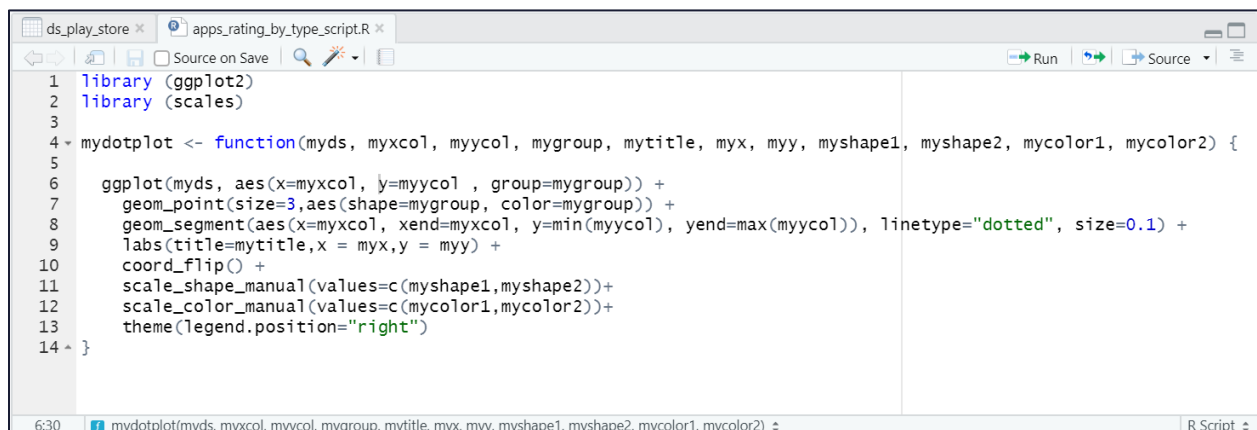 ds_play_store × apps_rating_by_type_script.R ×
Source on Save Run Source
1 library (ggplot2)
2 library (scales)
3
4 mydotplot <- function(myds, myxcol, myycol, mygroup, mytitle, myx, myy, myshape1, myshape2, mycolor1, mycolor2) {
5
6   ggplot(myds, aes(x=myxcol, y=myycol , group=mygroup)) +
7     geom_point(size=3,aes(shape=mygroup, color=mygroup)) +
8     geom_segment(aes(x=myxcol, xend=myxcol, y=min(myycol), yend=max(myycol)), linetype="dotted", size=0.1) +
9     labs(title=mytitle,x = myx,y = myy) +
10     coord_flip() +
11     scale_shape_manual(values=c(myshape1,myshape2))+
12     scale_color_manual(values=c(mycolor1,mycolor2))+
13     theme(legend.position="right")
14 }
6:30 mydotplot(myds, myxcol, myycol, mygroup, mytitle, myx, myy, myshape1, myshape2, mycolor1, mycolor2) R Script